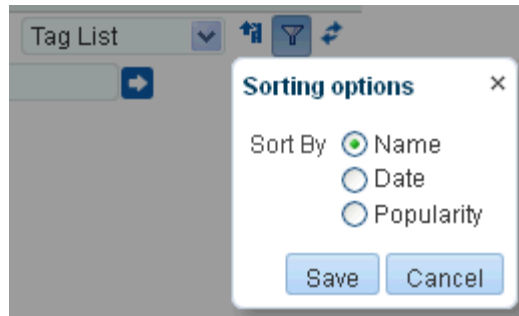 Tag List
Sorting options
Sort By Name
Date
Popularity
Save Cancel